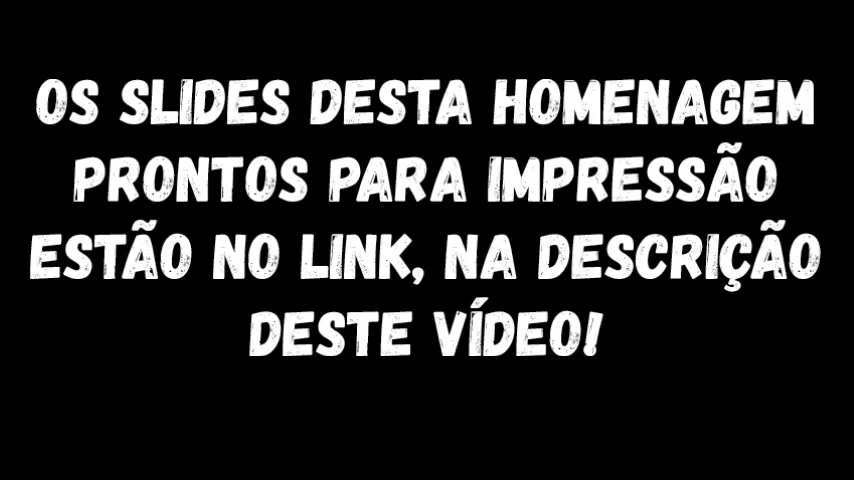 OS SLIDES DESTA HOMENAGEM
PRONTOS PARA IMPRESSÃO
ESTÃO NO LINK, NA DESCRIÇÃO
DESTE VÍDEO!